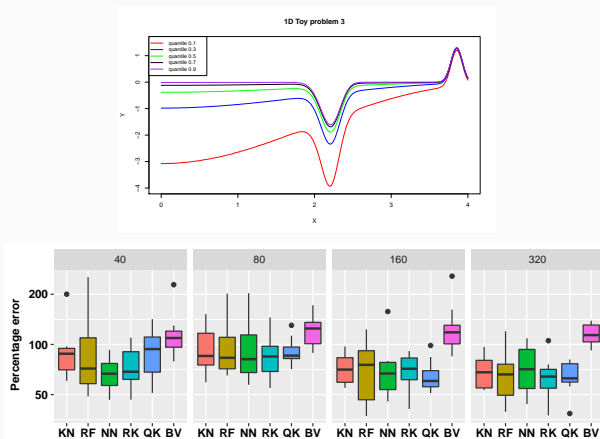 1D Toy problem 3
quantile 0.1
quantile 0.3
quantile 0.5
quantile 0.7
quantile 0.9
1
0
-1
-2
-3
-4
Y
0 1 2 3 4
X
40 80 160 320
Percentage error
200
100
50
KN RF NN RK QK BV KN RF NN RK QK BV KN RF NN RK QK BV KN RF NN RK QK BV